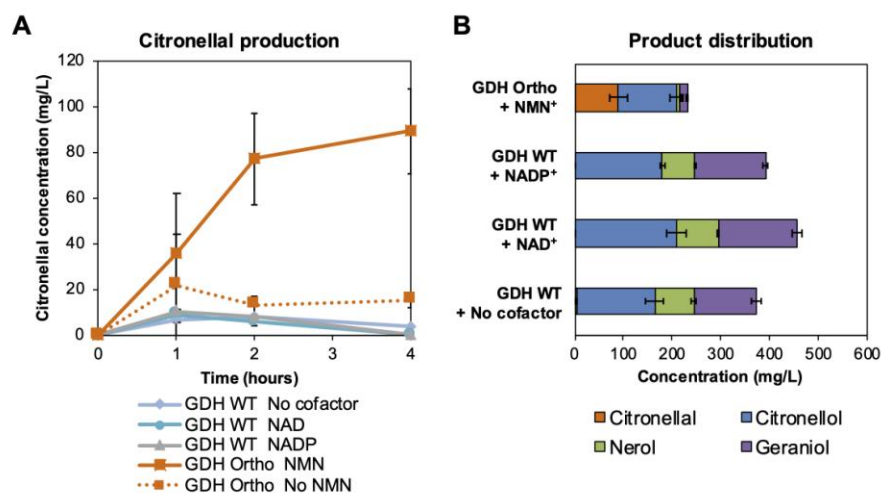 A
Citronellal production
Citronellal concentration (mg/L)
120
100
80
60
40
20
0
0 1 2 3 4
Time (hours)
GDH WT No cofactor
GDH WT NAD
GDH WT NADP
GDH Ortho NMN
GDH Ortho No NMN
B
Product distribution
GDH Ortho
+ NMN⁺
GDH WT
+ NADP⁺
GDH WT
+ NAD⁺
GDH WT
+ No cofactor
0 100 200 300 400 500 600
Concentration (mg/L)
Citronellal Citronellol
Nerol Geraniol